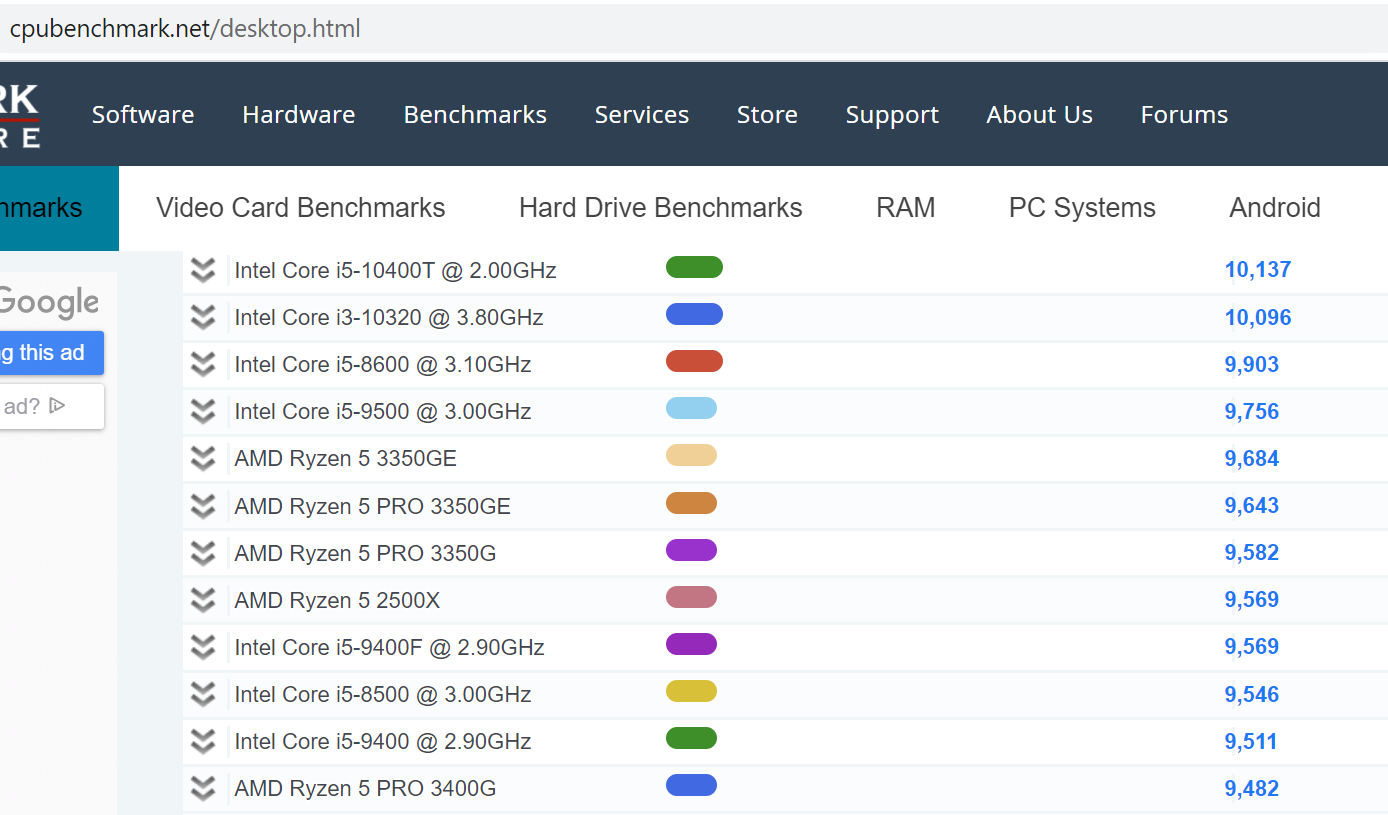 cpubenchmark.net/desktop.html
RK
RE
Software Hardware Benchmarks Services Store Support About Us Forums
hmarks Video Card Benchmarks Hard Drive Benchmarks RAM PC Systems Android
Google
g this ad
ad?
Intel Core i5-10400T @ 2.00GHz 10,137
Intel Core i3-10320 @ 3.80GHz 10,096
Intel Core i5-8600 @ 3.10GHz 9,903
Intel Core i5-9500 @ 3.00GHz 9,756
AMD Ryzen 5 3350GE 9,684
AMD Ryzen 5 PRO 3350GE 9,643
AMD Ryzen 5 PRO 3350G 9,582
AMD Ryzen 5 2500X 9,569
Intel Core i5-9400F @ 2.90GHz 9,569
Intel Core i5-8500 @ 3.00GHz 9,546
Intel Core i5-9400 @ 2.90GHz 9,511
AMD Ryzen 5 PRO 3400G 9,482